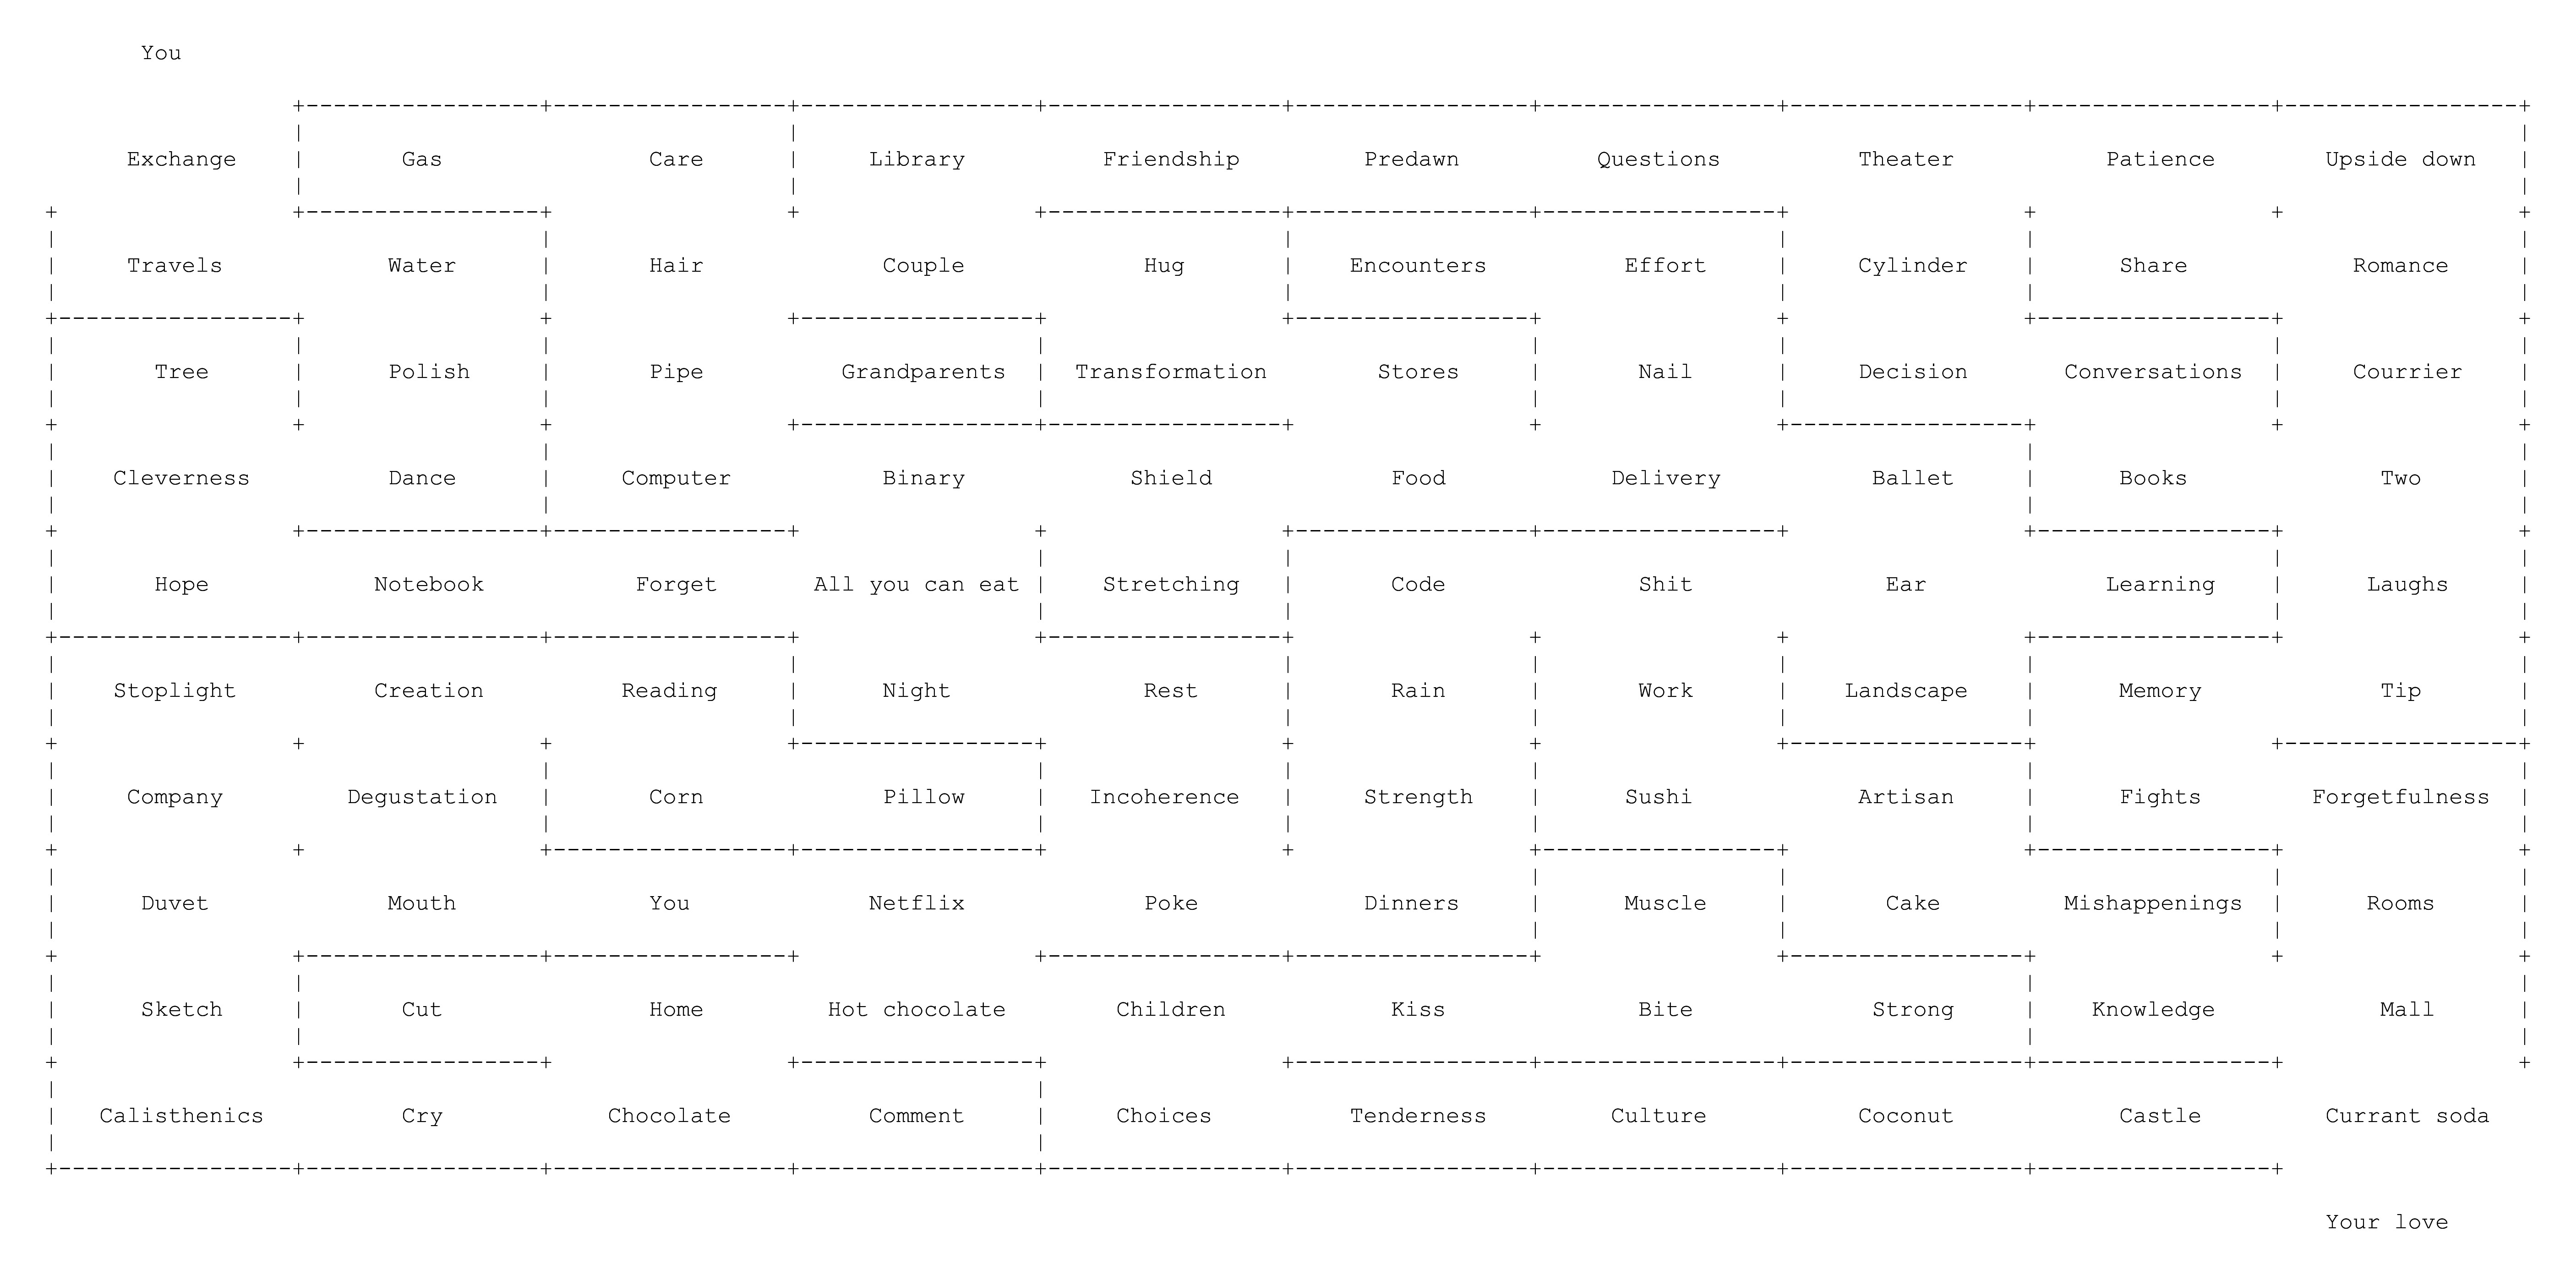 You
Exchange Gas Care Library Friendship Predawn Questions Theater Patience Upside down
Travels Water Hair Couple Hug Encounters Effort Cylinder Share Romance
Tree Polish Pipe Grandparents Transformation Stores Nail Decision Conversations Courrier
Cleverness Dance Computer Binary Shield Food Delivery Ballet Books Two
Hope Notebook Forget All you can eat Stretching Code Shit Ear Learning Laughs
Stoplight Creation Reading Night Rest Rain Work Landscape Memory Tip
Company Degustation Corn Pillow Incoherence Strength Sushi Artisan Fights Forgetfulness
Duvet Mouth You Netflix Poke Dinners Muscle Cake Mishappenings Rooms
Sketch Cut Home Hot chocolate Children Kiss Bite Strong Knowledge Mall
Calisthenics Cry Chocolate Comment Choices Tenderness Culture Coconut Castle Currant soda
Your love